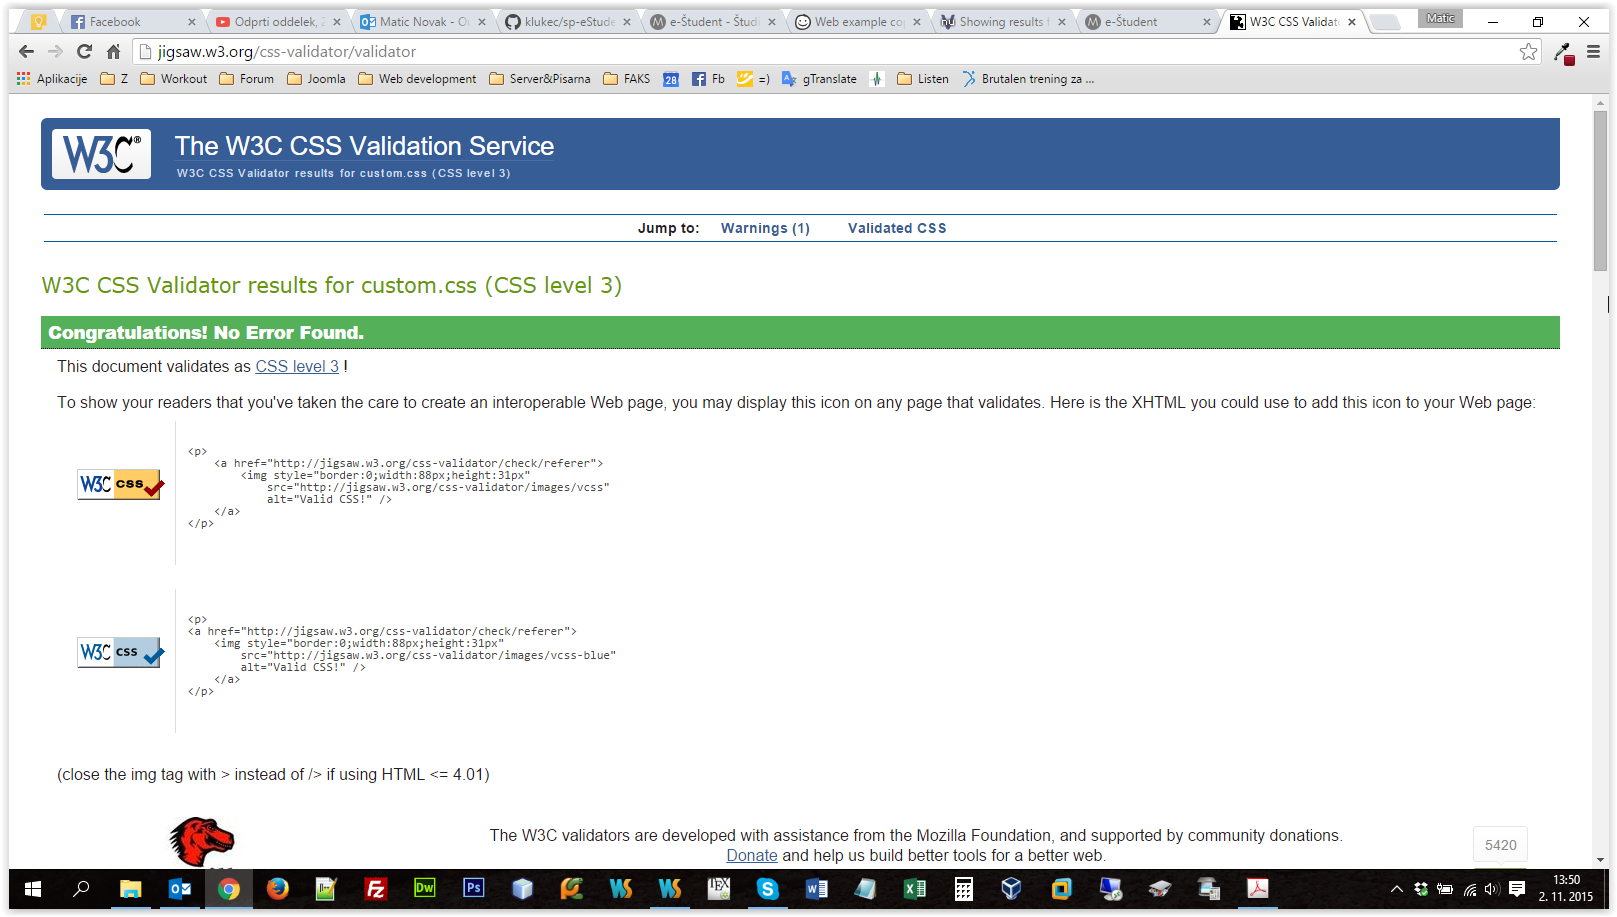 Facebook
Odprti oddelek, 2
Matic Novak - Ou
klukec/sp-eStude
e-Študent - Študi
Web example cop
Showing results f
e-Študent
W3C CSS Validato
Matic
jigsaw.w3.org/css-validator/validator
Aplikacije
Z
Workout
Forum
Joomla
Web development
Server&Pisarna
FAKS
28
Fb
=)
gTranslate
Listen
Brutalen trening za ...
W3C®
The W3C CSS Validation Service
W3C CSS Validator results for custom.css (CSS level 3)
Jump to: Warnings (1) Validated CSS
W3C CSS Validator results for custom.css (CSS level 3)
Congratulations! No Error Found.
This document validates as CSS level 3 !
To show your readers that you've taken the care to create an interoperable Web page, you may display this icon on any page that validates. Here is the XHTML you could use to add this icon to your Web page:
W3C css
<p>
<a href="http://jigsaw.w3.org/css-validator/check/referer">
<img style="border:0;width:88px;height:31px"
src="http://jigsaw.w3.org/css-validator/images/vcss"
alt="Valid CSS!" />
</a>
</p>
W3C css
<p>
<a href="http://jigsaw.w3.org/css-validator/check/referer">
<img style="border:0;width:88px;height:31px"
src="http://jigsaw.w3.org/css-validator/images/vcss-blue"
alt="Valid CSS!" />
</a>
</p>
(close the img tag with > instead of /> if using HTML <= 4.01)
The W3C validators are developed with assistance from the Mozilla Foundation, and supported by community donations.
Donate and help us build better tools for a better web.
5420
Dw
Ps
WS
WS
TEX
13:50
2. 11. 2015